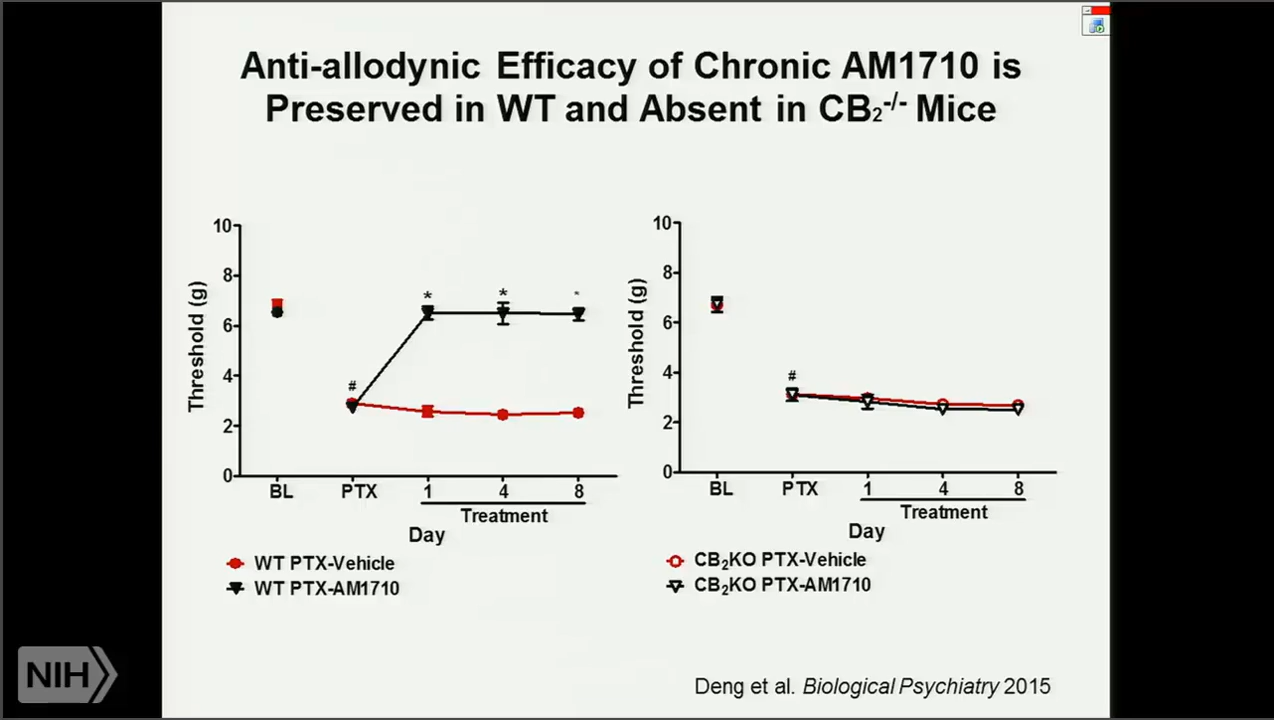 Anti-allodynic Efficacy of Chronic AM1710 is
Preserved in WT and Absent in CB₂⁻/⁻ Mice
10
8
6
4
2
0
Threshold (g)
#
*
*
*
BL PTX 1 4 8
Treatment
Day
WT PTX-Vehicle
WT PTX-AM1710
10
8
6
4
2
0
Threshold (g)
#
BL PTX 1 4 8
Treatment
Day
CB₂KO PTX-Vehicle
CB₂KO PTX-AM1710
NIH
Deng et al. Biological Psychiatry 2015